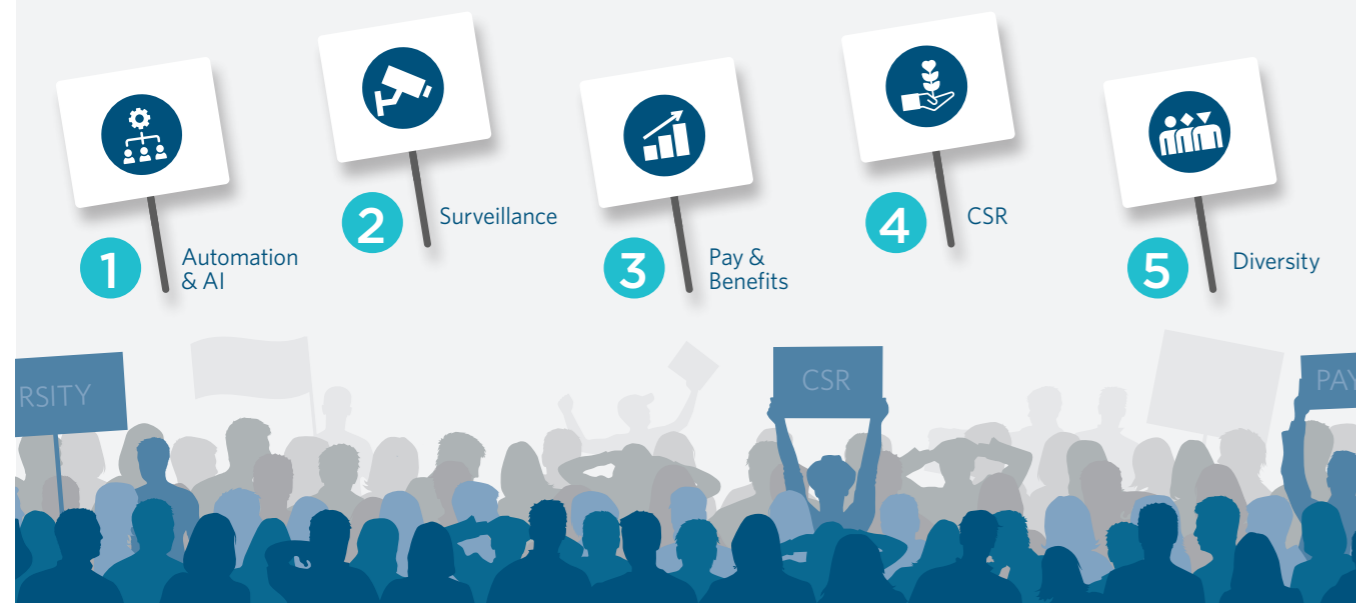 1
Automation
& AI
2
Surveillance
3
Pay &
Benefits
4
CSR
5
Diversity
RSITY
CSR
PAY